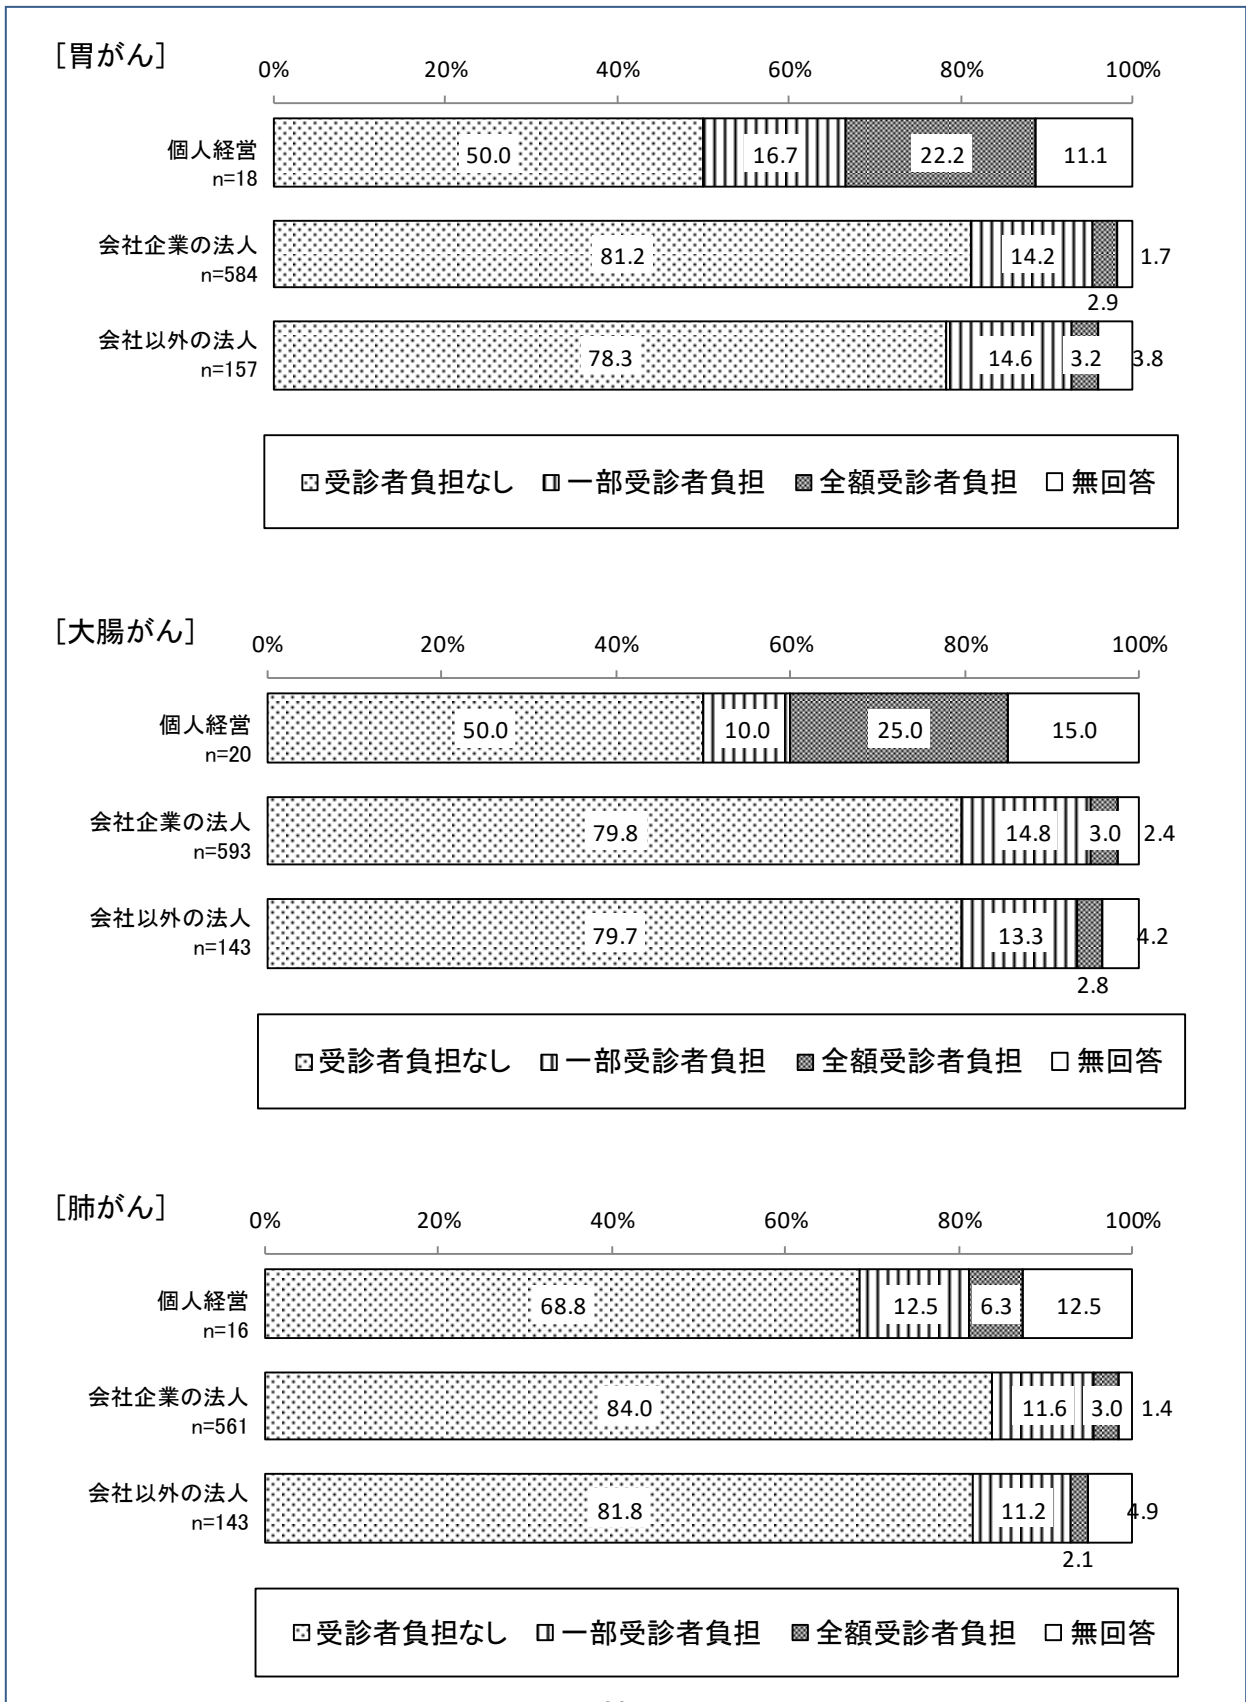 ［胃がん］
0% 20% 40% 60% 80% 100%
個人経営
n=18
50.0 16.7 22.2 11.1
会社企業の法人
n=584
81.2 14.2 1.7
2.9
会社以外の法人
n=157
78.3 14.6 3.2 3.8
受診者負担なし 一部受診者負担 全額受診者負担 無回答
［大腸がん］
0% 20% 40% 60% 80% 100%
個人経営
n=20
50.0 10.0 25.0 15.0
会社企業の法人
n=593
79.8 14.8 3.0 2.4
会社以外の法人
n=143
79.7 13.3 4.2
2.8
受診者負担なし 一部受診者負担 全額受診者負担 無回答
［肺がん］
0% 20% 40% 60% 80% 100%
個人経営
n=16
68.8 12.5 6.3 12.5
会社企業の法人
n=561
84.0 11.6 3.0 1.4
会社以外の法人
n=143
81.8 11.2 4.9
2.1
受診者負担なし 一部受診者負担 全額受診者負担 無回答